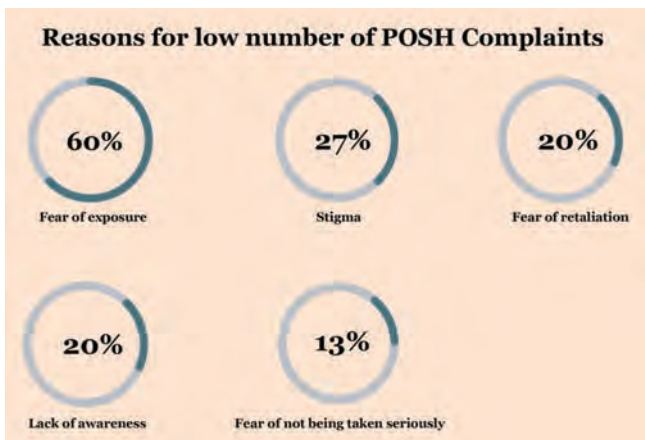 Reasons for low number of POSH Complaints
60%
Fear of exposure
27%
Stigma
20%
Fear of retaliation
20%
Lack of awareness
13%
Fear of not being taken seriously